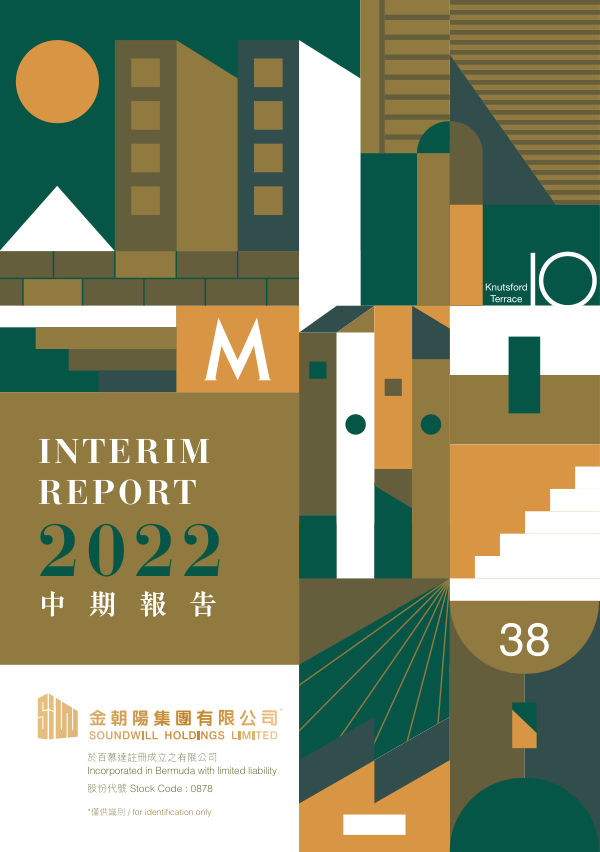 Knutsford
Terrace
10
M
INTERIM
REPORT
2022
中期報告
38
金朝陽集團有限公司*
SOUNDWILL HOLDINGS LIMITED
於百慕達註冊成立之有限公司
Incorporated in Bermuda with limited liability
股份代號 Stock Code : 0878
*僅供識別 / for identification only